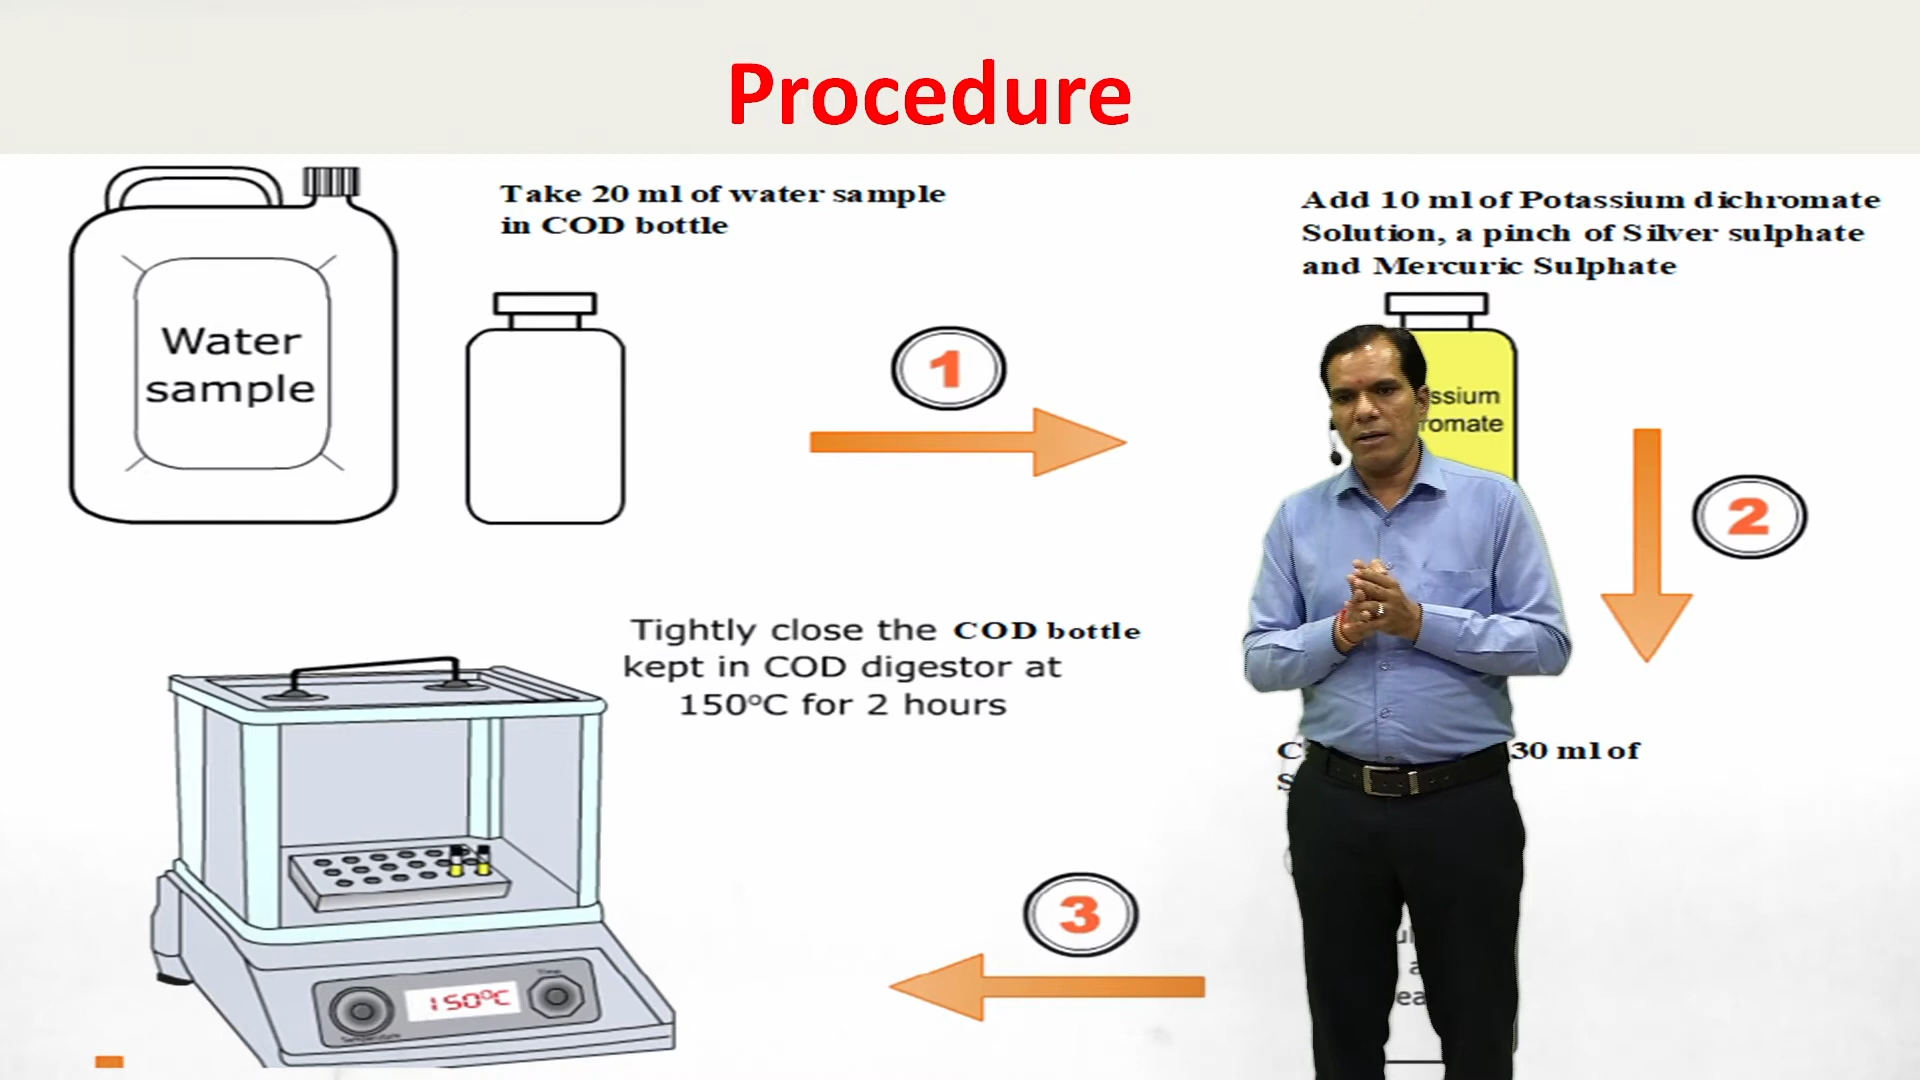 Procedure
Take 20 ml of water sample
in COD bottle
Add 10 ml of Potassium dichromate
Solution, a pinch of Silver sulphate
and Mercuric Sulphate
Water
sample
1
2
Tightly close the COD bottle
kept in COD digestor at
150°C for 2 hours
30 ml of
3
150°C